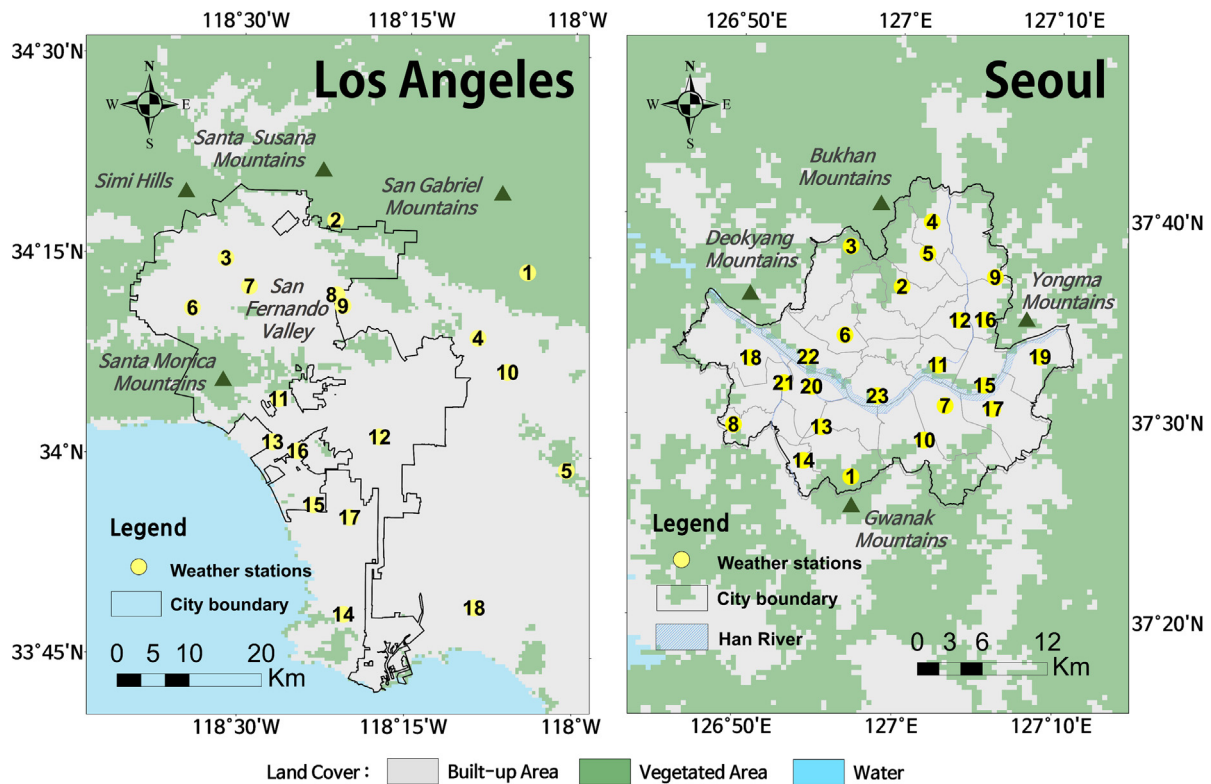 118°30'W
118°15'W
118°W
126°50'E
127°E
127°10'E
34°30'N
34°15'N
34°N
33°45'N
Los Angeles
N
W
E
S
Santa Susana
Mountains
Simi Hills
San Gabriel
Mountains
2
3
1
7
San
Fernando
Valley
8
9
6
4
Santa Monica
Mountains
10
11
12
13
16
5
15
17
14
18
Legend
Weather stations
City boundary
0 5 10 20
Km
Seoul
N
W
E
S
Bukhan
Mountains
Deokyang
Mountains
Yongma
Mountains
4
3
5
9
2
12
16
6
18
22
11
19
21
20
15
23
7
17
8
13
10
14
1
Gwanak
Mountains
Legend
Weather stations
City boundary
Han River
0 3 6 12
Km
37°40'N
37°30'N
37°20'N
118°30'W
118°15'W
118°W
126°50'E
127°E
127°10'E
Land Cover :
Built-up Area
Vegetated Area
Water